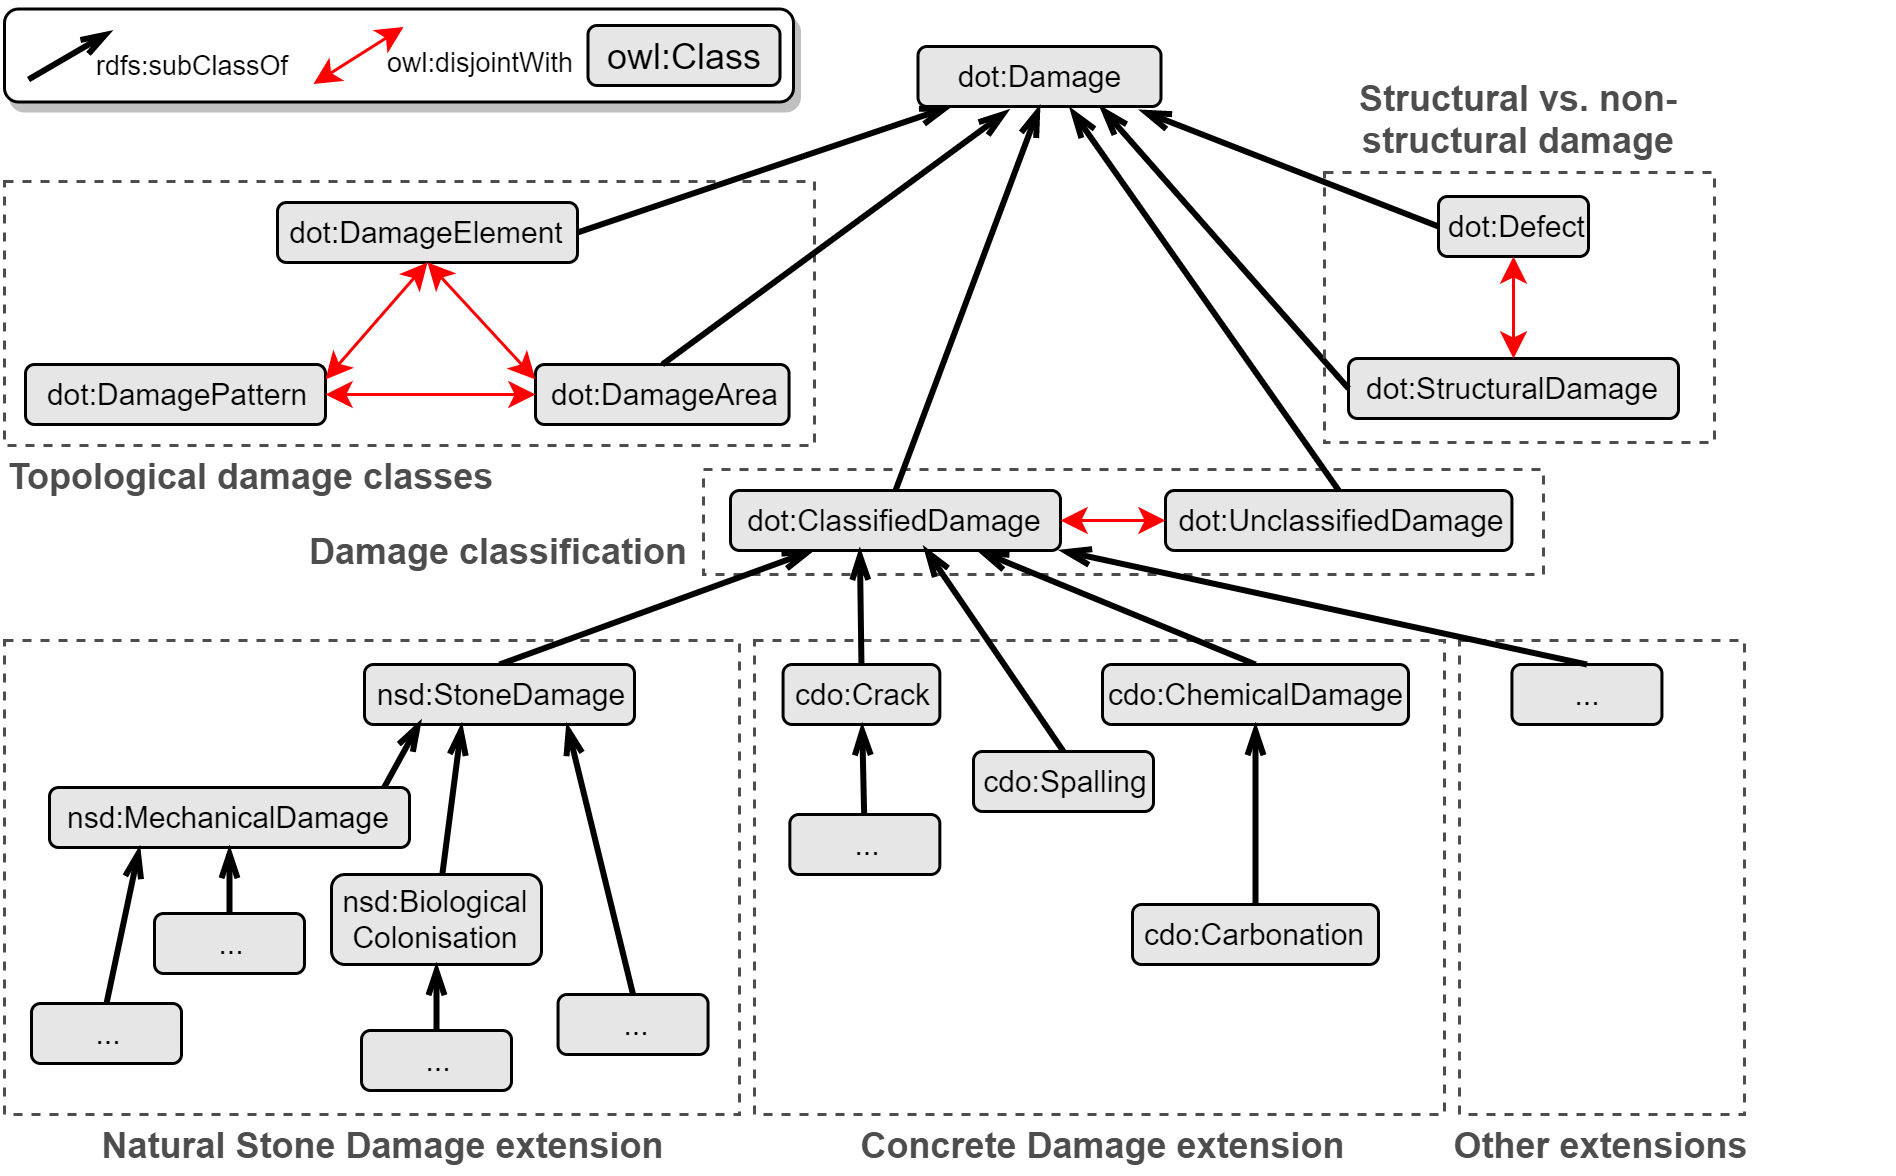 rdfs:subClassOf
owl:disjointWith
owl:Class
dot:Damage
Structural vs. non-
structural damage
dot:DamageElement
dot:Defect
dot:DamagePattern
dot:DamageArea
dot:StructuralDamage
Topological damage classes
dot:ClassifiedDamage
dot:UnclassifiedDamage
Damage classification
nsd:StoneDamage
cdo:Crack
cdo:ChemicalDamage
...
cdo:Spalling
nsd:MechanicalDamage
...
nsd:Biological
Colonisation
...
cdo:Carbonation
...
...
...
Natural Stone Damage extension
Concrete Damage extension
Other extensions